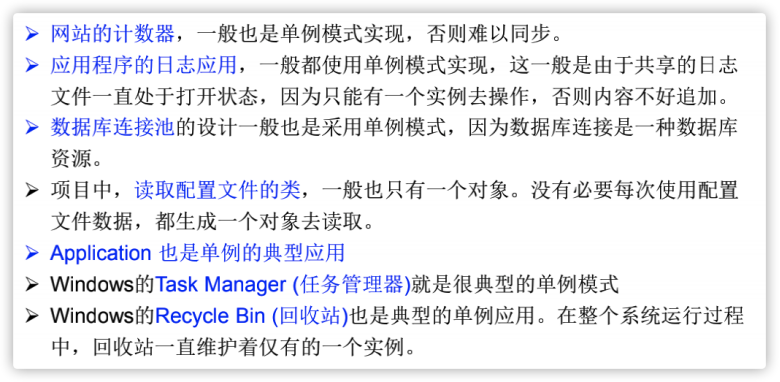 ➢ 网站的计数器，一般也是单例模式实现，否则难以同步。
➢ 应用程序的日志应用，一般都使用单例模式实现，这一般是由于共享的日志
文件一直处于打开状态，因为只能有一个实例去操作，否则内容不好追加。
➢ 数据库连接池的设计一般也是采用单例模式，因为数据库连接是一种数据库
资源。
➢ 项目中，读取配置文件的类，一般也只有一个对象。没有必要每次使用配置
文件数据，都生成一个对象去读取。
➢ Application 也是单例的典型应用
➢ Windows的Task Manager (任务管理器)就是很典型的单例模式
➢ Windows的Recycle Bin (回收站)也是典型的单例应用。在整个系统运行过程
中，回收站一直维护着仅有的一个实例。